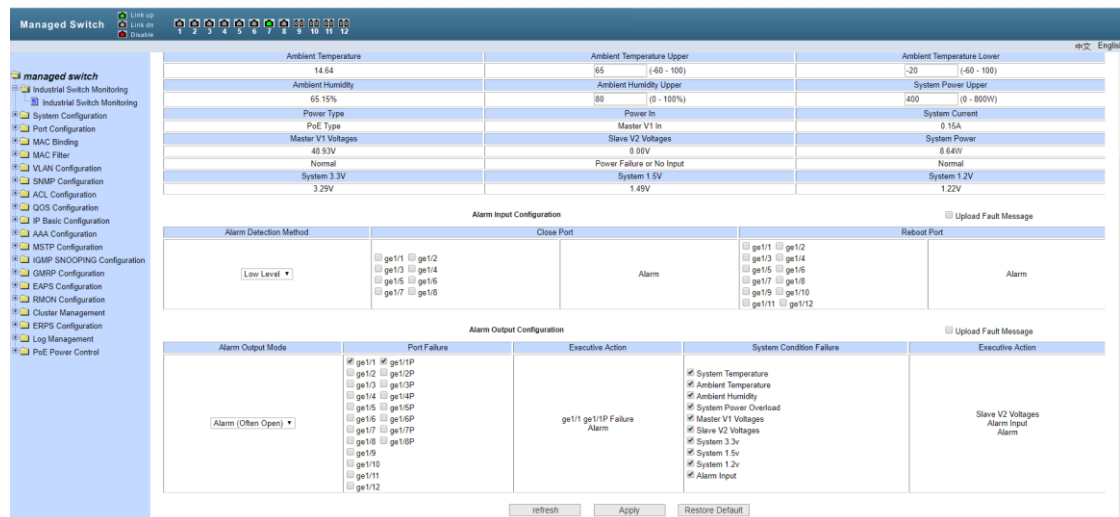 Managed Switch
Link up
Link dn
Disable
1 2 3 4 5 6 7 8 9 10 11 12
中文 English
managed switch
Industrial Switch Monitoring
Industrial Switch Monitoring
System Configuration
Port Configuration
MAC Binding
MAC Filter
VLAN Configuration
SNMP Configuration
ACL Configuration
QOS Configuration
IP Basic Configuration
AAA Configuration
MSTP Configuration
IGMP SNOOPING Configuration
GMRP Configuration
EAPS Configuration
RMON Configuration
Cluster Management
ERPS Configuration
Log Management
PoE Power Control
Ambient Temperature Ambient Temperature Upper Ambient Temperature Lower
14.64 65 (-60 - 100) -20 (-60 - 100)
Ambient Humidity Ambient Humidity Upper System Power Upper
65.15% 80 (0 - 100%) 400 (0 - 800W)
Power Type Power In System Current
PoE Type Master V1 In 0.15A
Master V1 Voltages Slave V2 Voltages System Power
48.93V 0.00V 8.64W
Normal Power Failure or No Input Normal
System 3.3V System 1.5V System 1.2V
3.29V 1.49V 1.22V
Alarm Input Configuration Upload Fault Message
Alarm Detection Method Close Port Reboot Port
Low Level
ge1/1 ge1/2
ge1/3 ge1/4
ge1/5 ge1/6
ge1/7 ge1/8
Alarm
ge1/1 ge1/2
ge1/3 ge1/4
ge1/5 ge1/6
ge1/7 ge1/8
ge1/9 ge1/10
ge1/11 ge1/12
Alarm
Alarm Output Configuration Upload Fault Message
Alarm Output Mode Port Failure Executive Action System Condition Failure Executive Action
Alarm (Often Open)
ge1/1 ge1/1P
ge1/2 ge1/2P
ge1/3 ge1/3P
ge1/4 ge1/4P
ge1/5 ge1/5P
ge1/6 ge1/6P
ge1/7 ge1/7P
ge1/8 ge1/8P
ge1/9
ge1/10
ge1/11
ge1/12
ge1/1 ge1/1P Failure
Alarm
System Temperature
Ambient Temperature
Ambient Humidity
System Power Overload
Master V1 Voltages
Slave V2 Voltages
System 3.3v
System 1.5v
System 1.2v
Alarm Input
Slave V2 Voltages
Alarm Input
Alarm
refresh Apply Restore Default